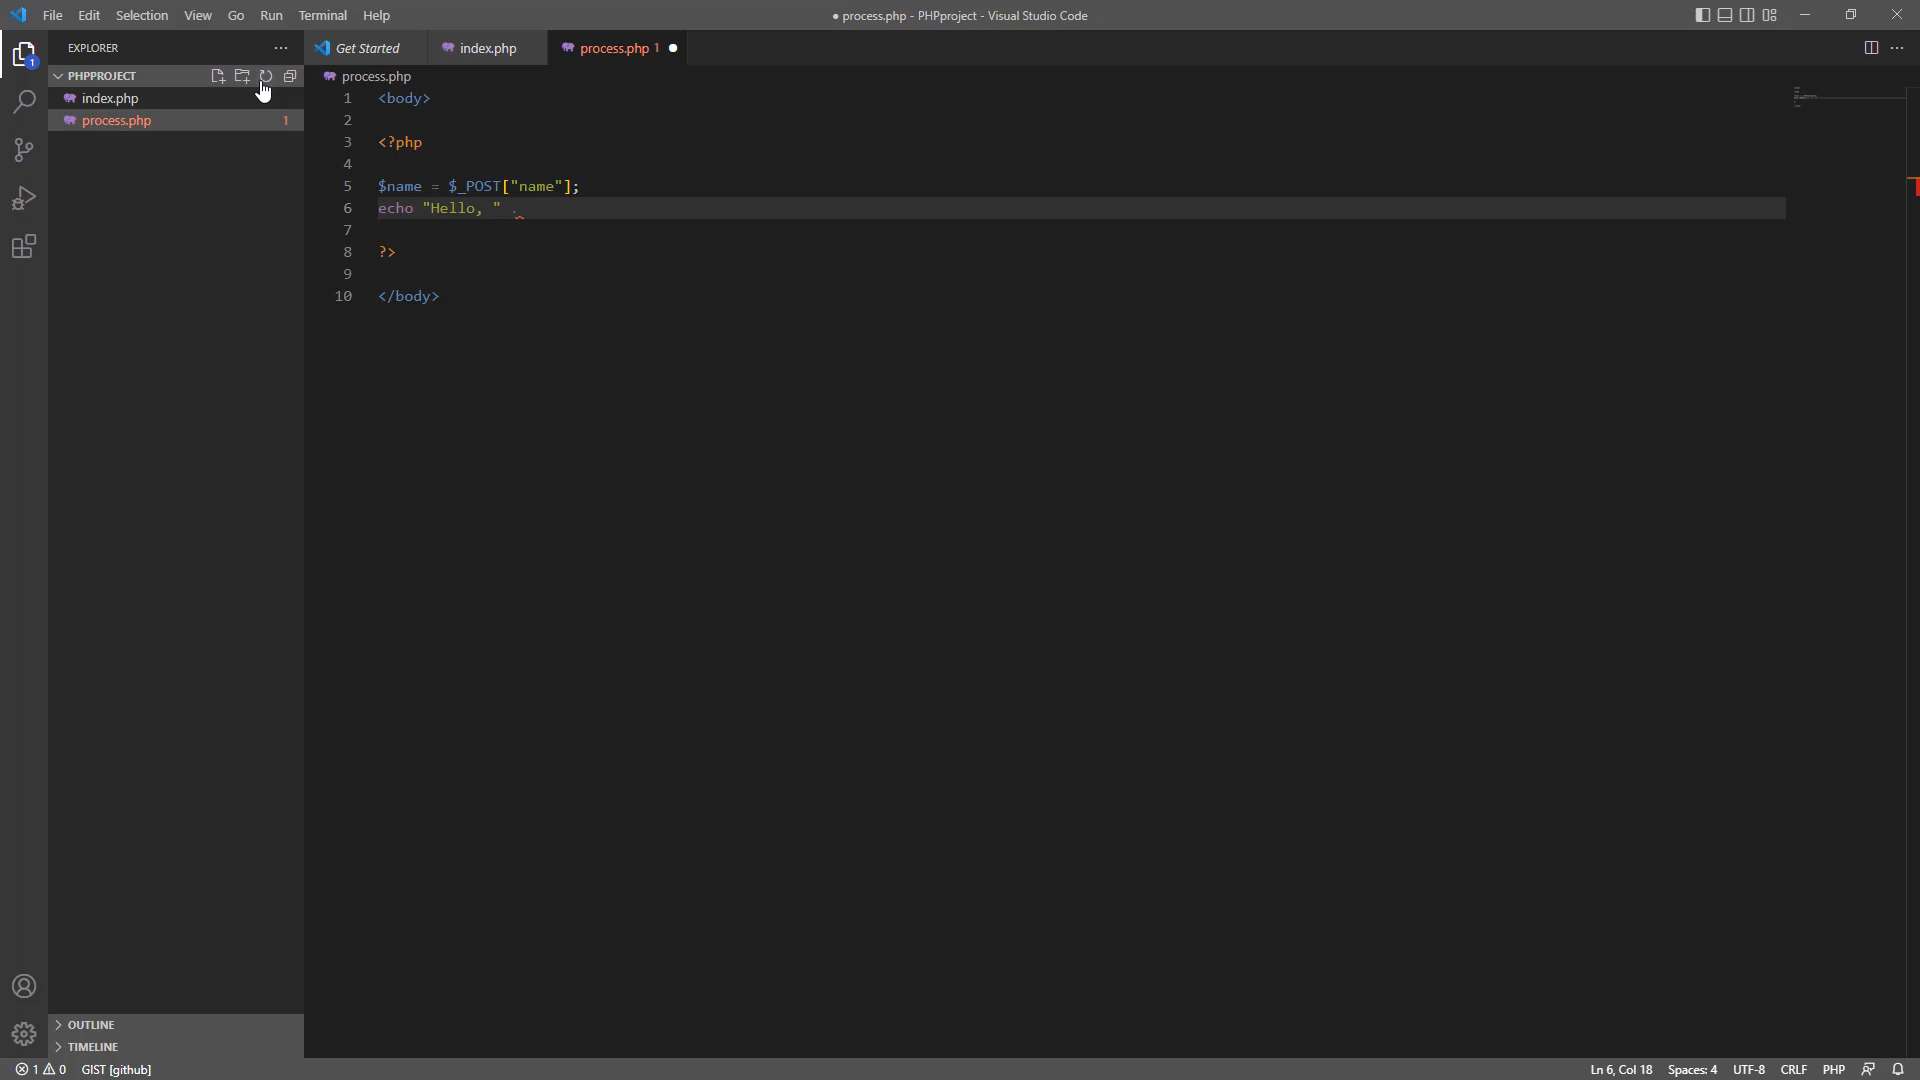 File Edit Selection View Go Run Terminal Help
● process.php - PHPproject - Visual Studio Code
EXPLORER
Get Started
index.php
process.php 1
PHPPROJECT
process.php
index.php
process.php 1
1 <body>
2
3 <?php
4
5 $name = $_POST["name"];
6 echo "Hello, " .
7
8 ?>
9
10 </body>
1
OUTLINE
TIMELINE
1 0 GIST [github]
Ln 6, Col 18 Spaces: 4 UTF-8 CRLF PHP